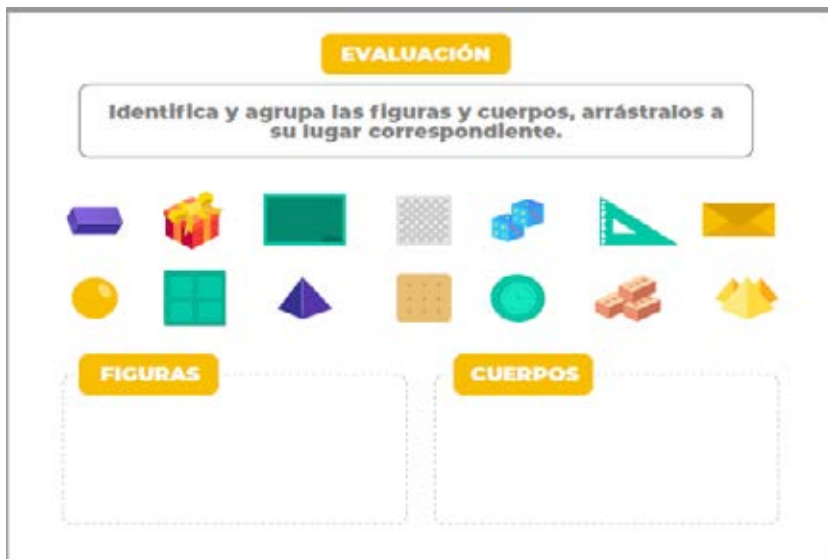 EVALUACIÓN
Identifica y agrupa las figuras y cuerpos, arrástralos a
su lugar correspondiente.
FIGURAS
CUERPOS